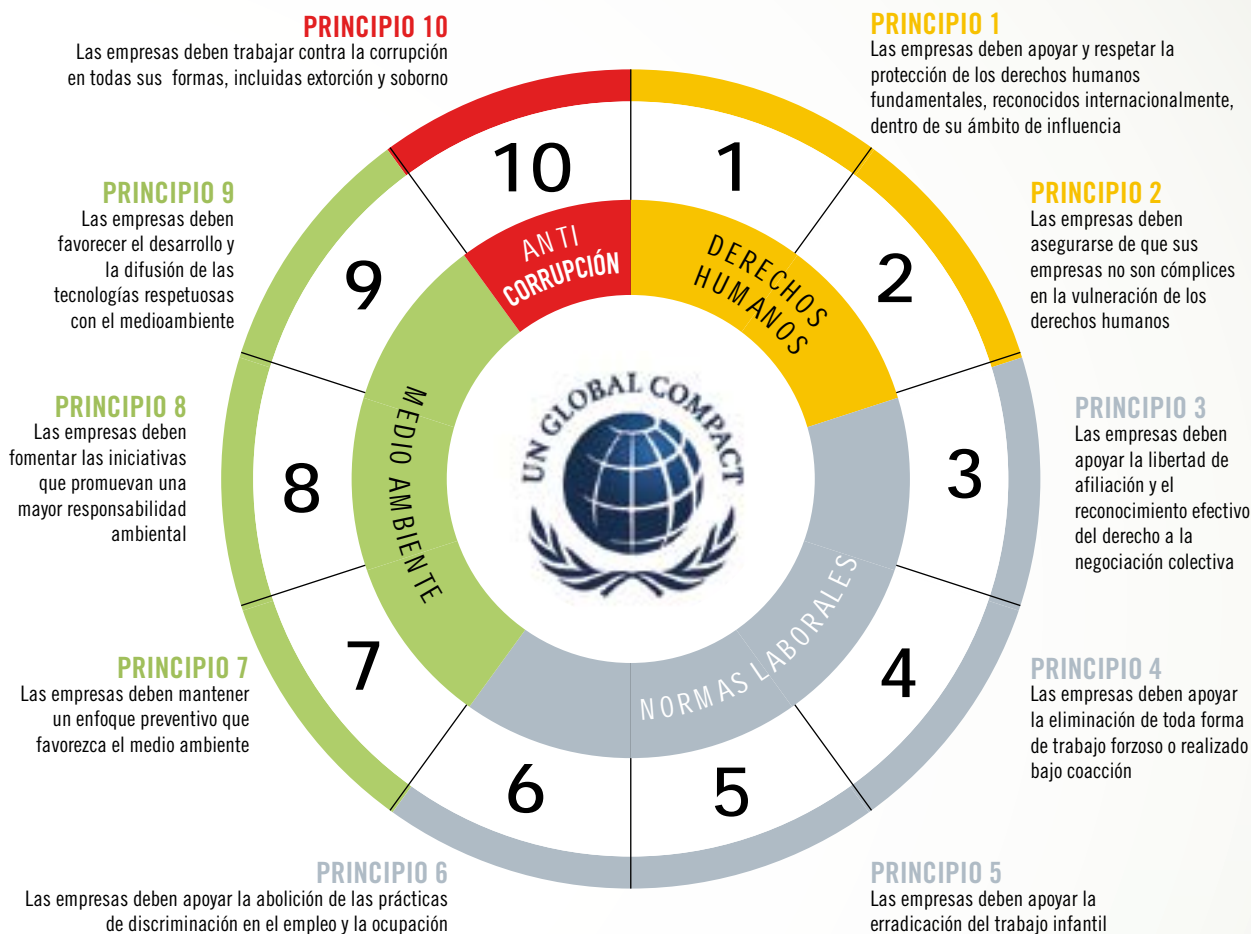 PRINCIPIO 10
Las empresas deben trabajar contra la corrupción
en todas sus formas, incluidas extorción y soborno
PRINCIPIO 1
Las empresas deben apoyar y respetar la
protección de los derechos humanos
fundamentales, reconocidos internacionalmente,
dentro de su ámbito de influencia
PRINCIPIO 2
Las empresas deben
asegurarse de que sus
empresas no son cómplices
en la vulneración de los
derechos humanos
PRINCIPIO 3
Las empresas deben
apoyar la libertad de
afiliación y el
reconocimiento efectivo
del derecho a la
negociación colectiva
PRINCIPIO 4
Las empresas deben apoyar
la eliminación de toda forma
de trabajo forzoso o realizado
bajo coacción
PRINCIPIO 5
Las empresas deben apoyar la
erradicación del trabajo infantil
PRINCIPIO 6
Las empresas deben apoyar la abolición de las prácticas
de discriminación en el empleo y la ocupación
PRINCIPIO 7
Las empresas deben mantener
un enfoque preventivo que
favorezca el medio ambiente
PRINCIPIO 8
Las empresas deben
fomentar las iniciativas
que promuevan una
mayor responsabilidad
ambiental
PRINCIPIO 9
Las empresas deben
favorecer el desarrollo y
la difusión de las
tecnologías respetuosas
con el medioambiente
10
1
2
3
4
5
6
7
8
9
ANTI
CORRUPCIÓN
DERECHOS
HUMANOS
NORMAS LABORALES
MEDIO AMBIENTE
UN GLOBAL COMPACT